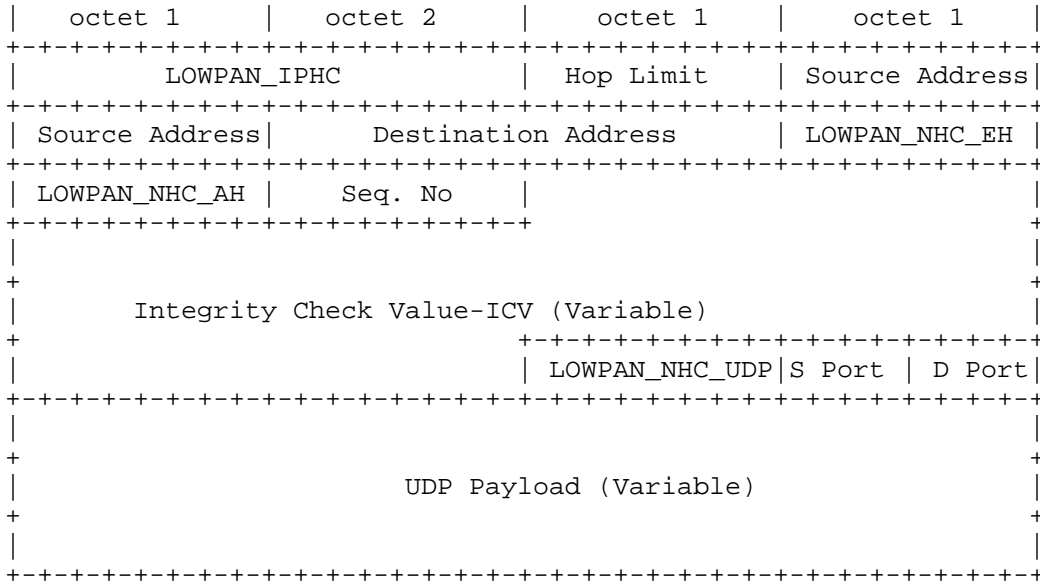 | octet 1 | octet 2 | octet 1 | octet 1 |
+-+-+-+-+-+-+-+-+-+-+-+-+-+-+-+-+-+-+-+-+-+-+-+-+-+-+-+-+-+-+-+-+
| LOWPAN_IPHC | Hop Limit | Source Address|
+-+-+-+-+-+-+-+-+-+-+-+-+-+-+-+-+-+-+-+-+-+-+-+-+-+-+-+-+-+-+-+-+
| Source Address| Destination Address | LOWPAN_NHC_EH |
+-+-+-+-+-+-+-+-+-+-+-+-+-+-+-+-+-+-+-+-+-+-+-+-+-+-+-+-+-+-+-+-+
| LOWPAN_NHC_AH | Seq. No | |
+-+-+-+-+-+-+-+-+-+-+-+-+-+-+-+-+ +
| |
+ +
| Integrity Check Value-ICV (Variable) |
+ +-+-+-+-+-+-+-+-+-+-+-+-+-+-+-+-+
| | LOWPAN_NHC_UDP|S Port | D Port|
+-+-+-+-+-+-+-+-+-+-+-+-+-+-+-+-+-+-+-+-+-+-+-+-+-+-+-+-+-+-+-+-+
| |
+ +
| UDP Payload (Variable) |
+ +
| |
+-+-+-+-+-+-+-+-+-+-+-+-+-+-+-+-+-+-+-+-+-+-+-+-+-+-+-+-+-+-+-+-+